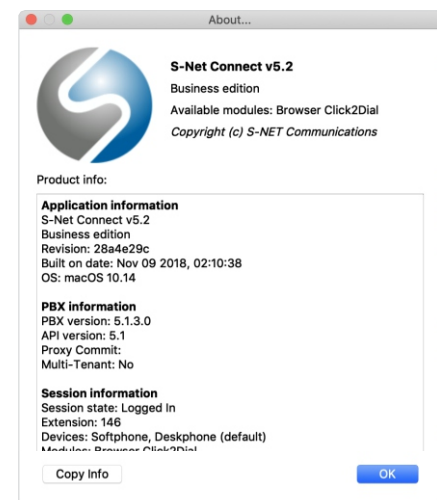 About...
S-Net Connect v5.2
Business edition
Available modules: Browser Click2Dial
Copyright (c) S-NET Communications
Product info:
Application information
S-Net Connect v5.2
Business edition
Revision: 28a4e29c
Built on date: Nov 09 2018, 02:10:38
OS: macOS 10.14
PBX information
PBX version: 5.1.3.0
API version: 5.1
Proxy Commit:
Multi-Tenant: No
Session information
Session state: Logged In
Extension: 146
Devices: Softphone, Deskphone (default)
Modules: Browser Click2Dial
Copy Info
OK